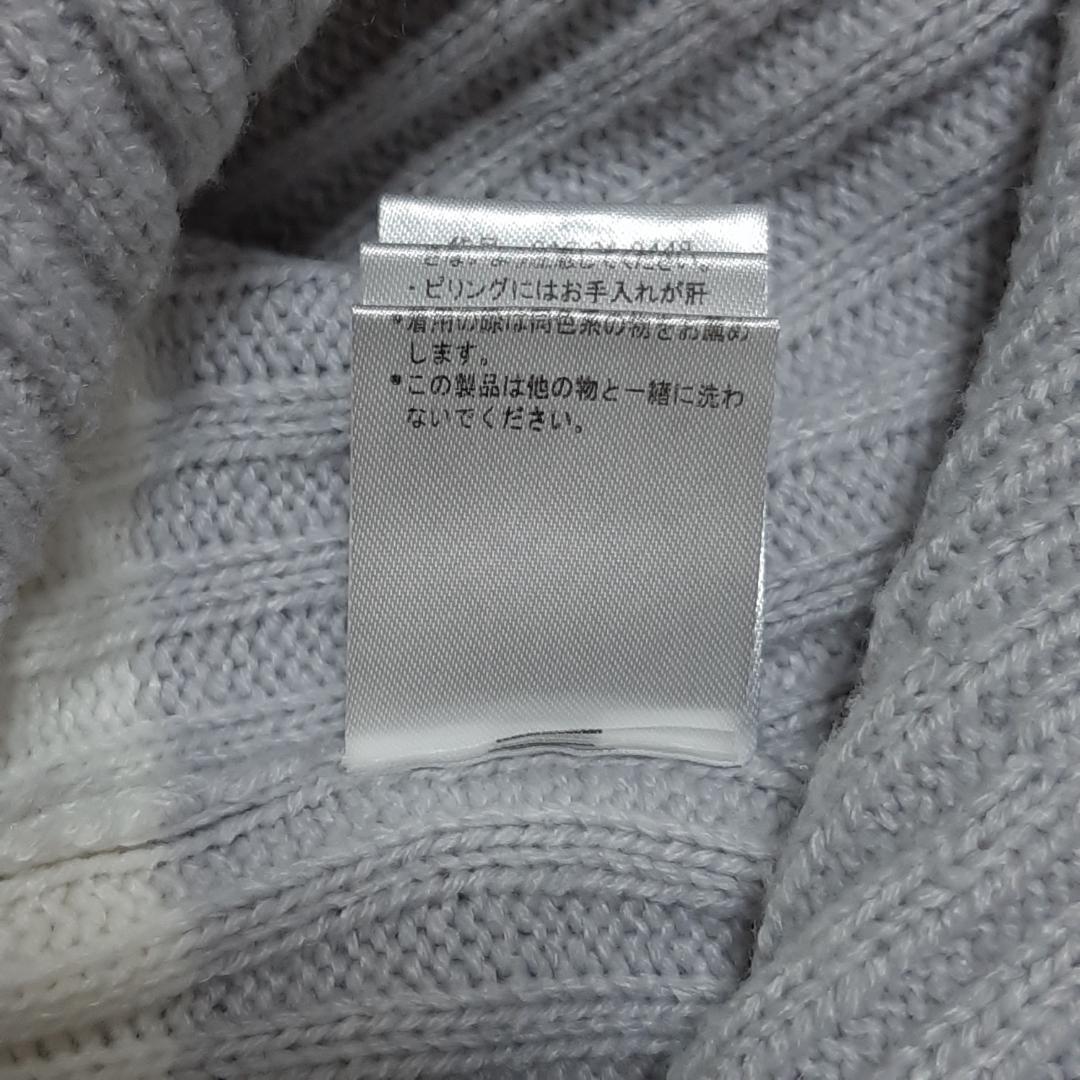 ・ピリングにはお手入れが肝
*着用の際は同色系の物をお薦め
します。
*この製品は他の物と一緒に洗わ
ないでください。